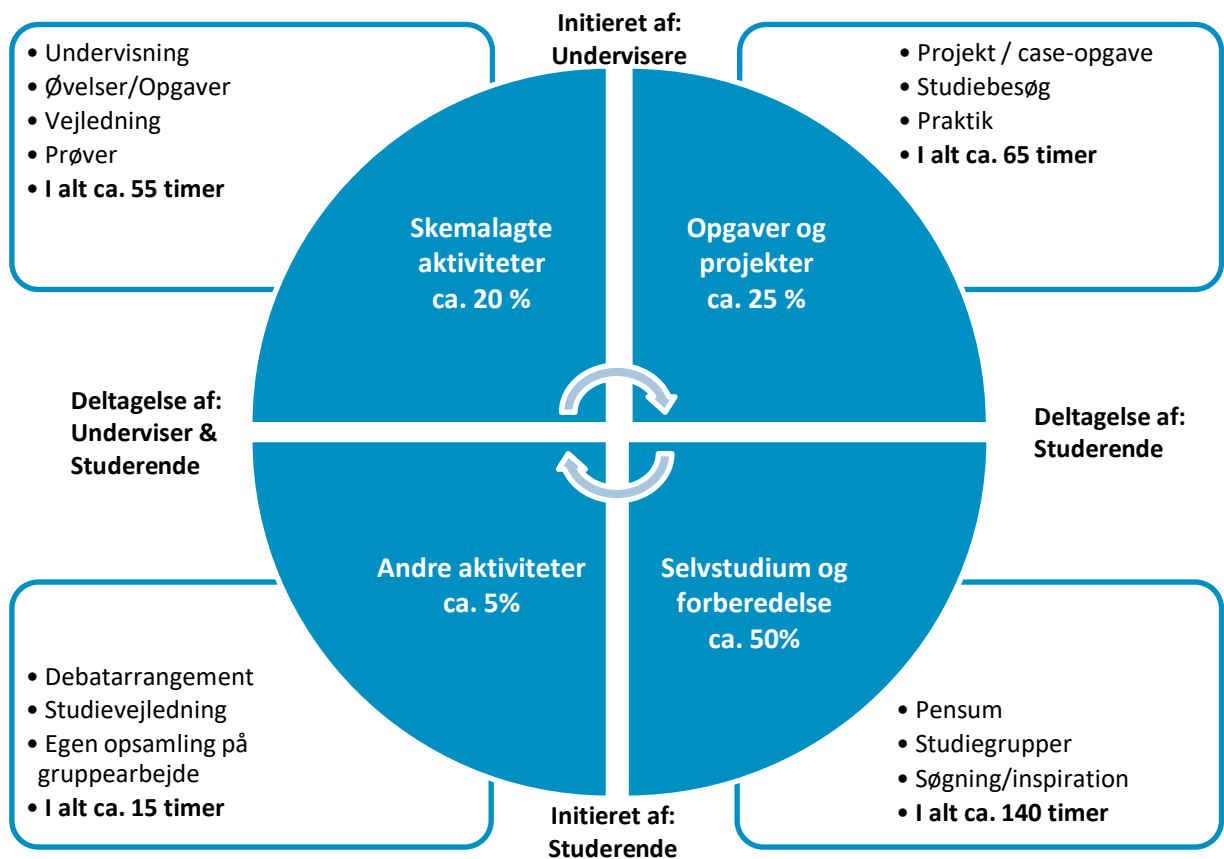 Initieret af:
Undervisere
• Undervisning
• Øvelser/Opgaver
• Vejledning
• Prøver
• I alt ca. 55 timer
• Projekt / case-opgave
• Studiebesøg
• Praktik
• I alt ca. 65 timer
Skemalagte
aktiviteter
ca. 20 %
Opgaver og
projekter
ca. 25 %
Deltagelse af:
Underviser &
Studerende
Deltagelse af:
Studerende
Andre aktiviteter
ca. 5%
Selvstudium og
forberedelse
ca. 50%
• Debatarrangement
• Studievejledning
• Egen opsamling på
gruppearbejde
• I alt ca. 15 timer
• Pensum
• Studiegrupper
• Søgning/inspiration
• I alt ca. 140 timer
Initieret af:
Studerende